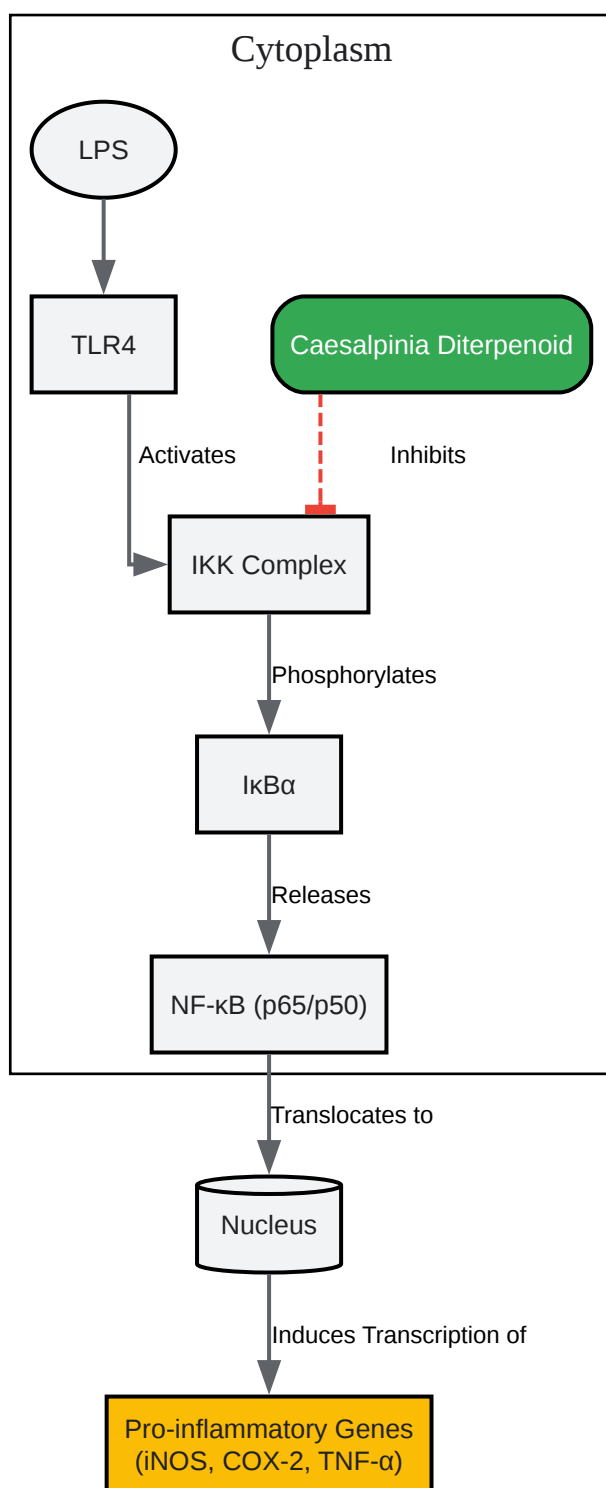 Cytoplasm
LPS
TLR4
Caesalpinia Diterpenoid
Activates
Inhibits
IKK Complex
Phosphorylates
IκBα
Releases
NF-κB (p65/p50)
Translocates to
Nucleus
Induces Transcription of
Pro-inflammatory Genes
(iNOS, COX-2, TNF-α)